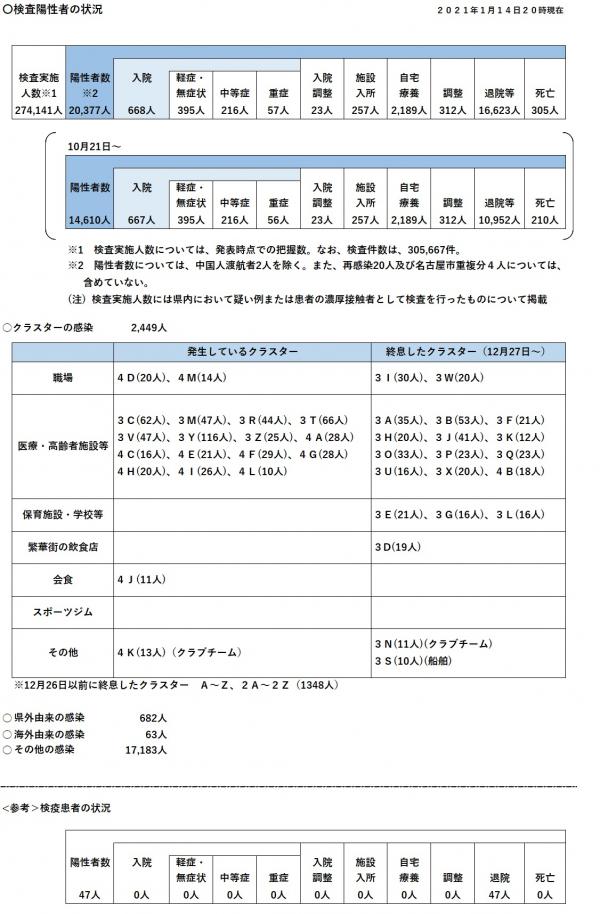 〇検査陽性者の状況
２０２１年１月１４日２０時現在
検査実施人数※1 陽性者数※2 入院 軽症・無症状 中等症 重症 入院調整 施設入所 自宅療養 調整 退院等 死亡
274,141人 20,377人 668人 395人 216人 57人 23人 257人 2,189人 312人 16,623人 305人
10月21日～
陽性者数 入院 軽症・無症状 中等症 重症 入院調整 施設入所 自宅療養 調整 退院等 死亡
14,610人 667人 395人 216人 56人 23人 257人 2,189人 312人 10,952人 210人
※1　検査実施人数については、発表時点での把握数。なお、検査件数は、305,667件。
※2　陽性者数については、中国人渡航者2人を除く。また、再感染20人及び名古屋市重複分４人については、
含めていない。
（注）検査実施人数には県内において疑い例または患者の濃厚接触者として検査を行ったものについて掲載
○クラスターの感染　2,449人
発生しているクラスター 終息したクラスター（12月27日～）
職場 ４Ｄ(20人)、４Ｍ(14人) ３Ｉ(30人)、３Ｗ(20人)
医療・高齢者施設等
３Ｃ(62人)、３Ｍ(47人)、３Ｒ(44人)、３Ｔ(66人)
３Ｖ(47人)、３Ｙ(116人)、３Ｚ(25人)、４Ａ(28人)
４Ｃ(16人)、４Ｅ(21人)、４Ｆ(29人)、４Ｇ(28人)
４Ｈ(20人)、４Ｉ(26人)、４Ｌ(10人)
３Ａ(35人)、３Ｂ(53人)、３Ｆ(21人)
３Ｈ(20人)、３Ｊ(41人)、３Ｋ(12人)
３Ｏ(33人)、３Ｐ(23人)、３Ｑ(23人)
３Ｕ(16人)、３Ｘ(20人)、４Ｂ(18人)
保育施設・学校等 ３Ｅ(21人)、３Ｇ(16人)、３Ｌ(16人)
繁華街の飲食店 ３Ｄ(19人)
会食 ４Ｊ(11人)
スポーツジム
その他 ４Ｋ(13人)（クラブチーム）
３Ｎ(11人)(クラブチーム)
３Ｓ(10人)(船舶)
※12月26日以前に終息したクラスター　Ａ～Ｚ、２Ａ～２Ｚ（1348人）
○県外由来の感染　682人
○海外由来の感染　63人
○その他の感染　17,183人
＜参考＞検疫患者の状況
陽性者数 入院 軽症・無症状 中等症 重症 入院調整 施設入所 自宅療養 調整 退院 死亡
47人 0人 0人 0人 0人 0人 0人 0人 0人 47人 0人